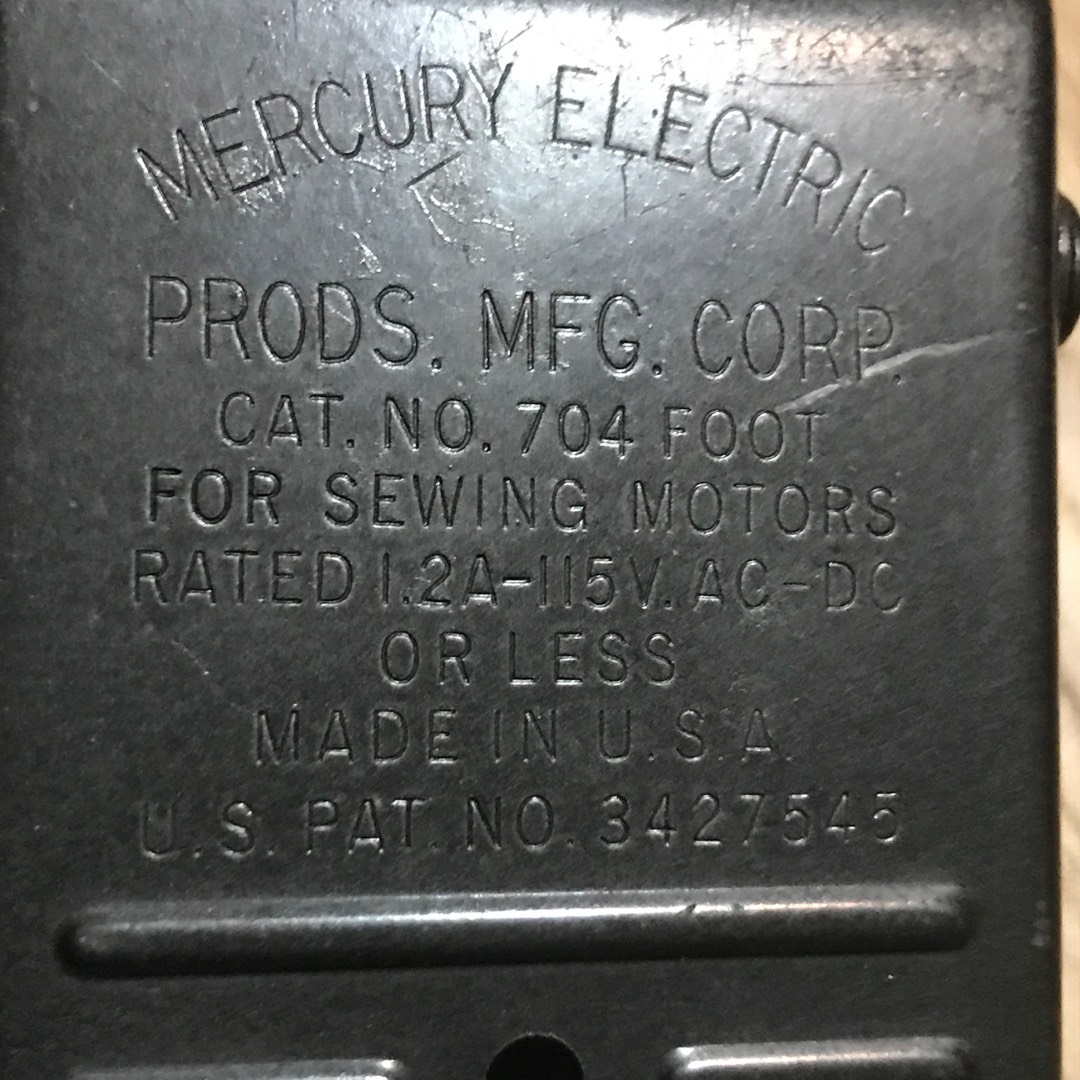 MERCURY ELECTRIC
PRODS. MFG. CORP.
CAT. NO. 704 FOOT
FOR SEWING MOTORS
RATED 1.2A-115V. AC-DC
OR LESS
MADE IN U.S.A.
U.S. PAT. NO. 3427545